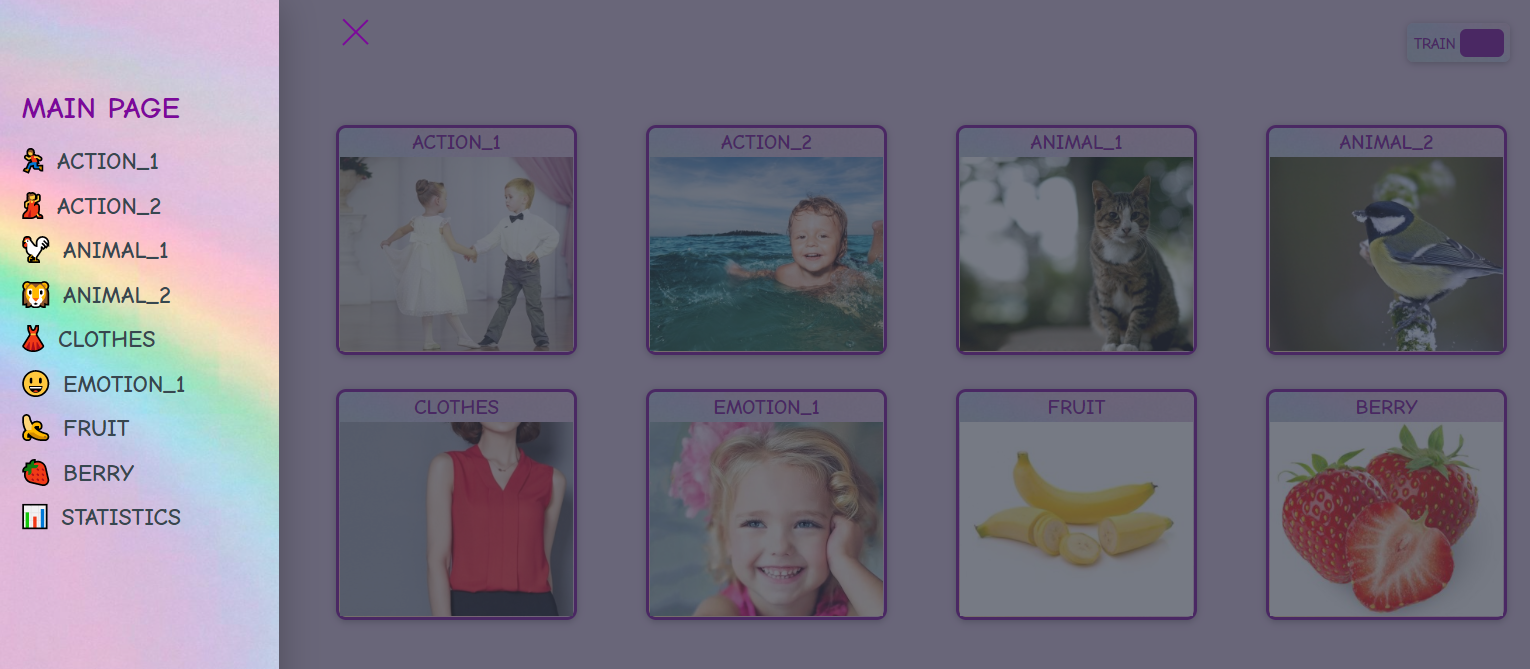 MAIN PAGE
ACTION_1
ACTION_2
ANIMAL_1
ANIMAL_2
CLOTHES
EMOTION_1
FRUIT
BERRY
STATISTICS
TRAIN
ACTION_1
ACTION_2
ANIMAL_1
ANIMAL_2
CLOTHES
EMOTION_1
FRUIT
BERRY